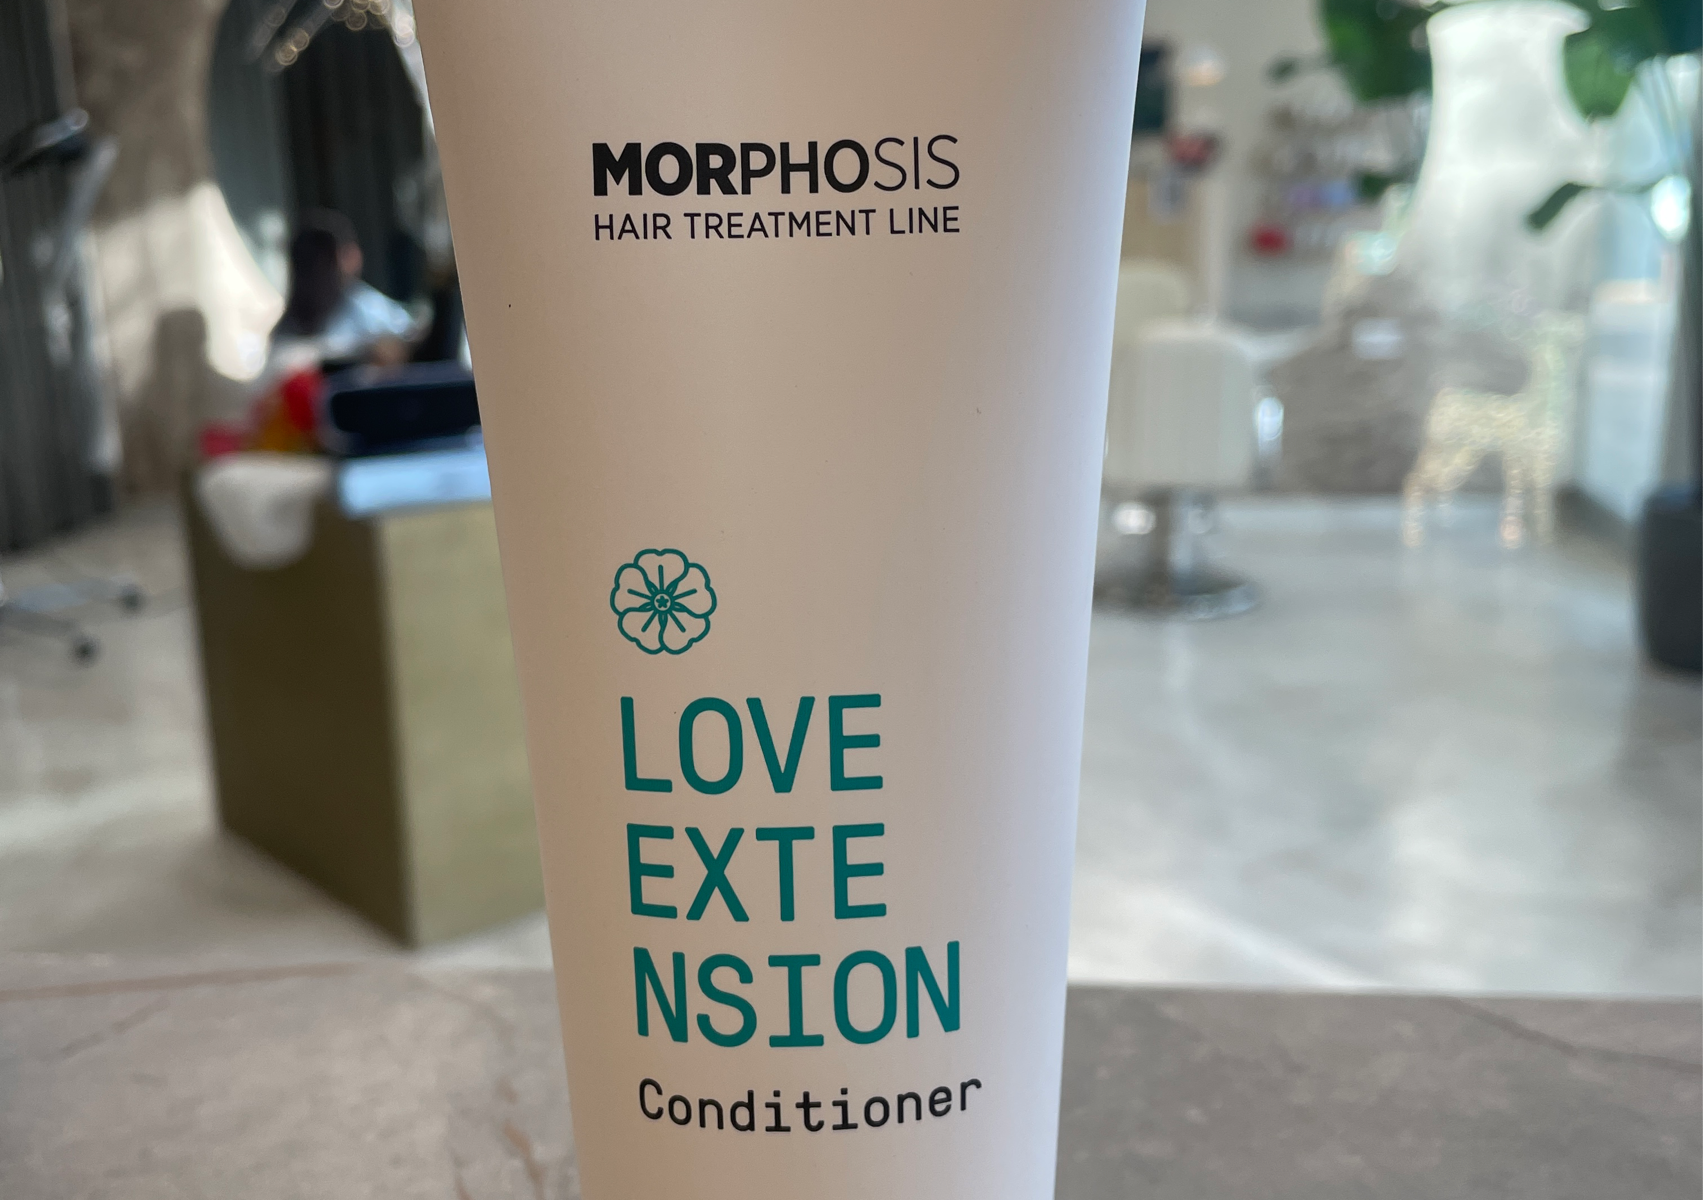 MORPHOSIS
HAIR TREATMENT LINE
LOVE
EXTE
NSION
Conditioner